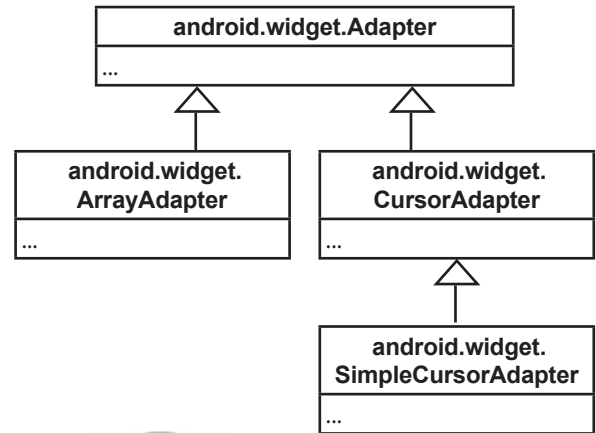 android.widget.Adapter
...
android.widget.
ArrayAdapter
...
android.widget.
CursorAdapter
...
android.widget.
SimpleCursorAdapter
...